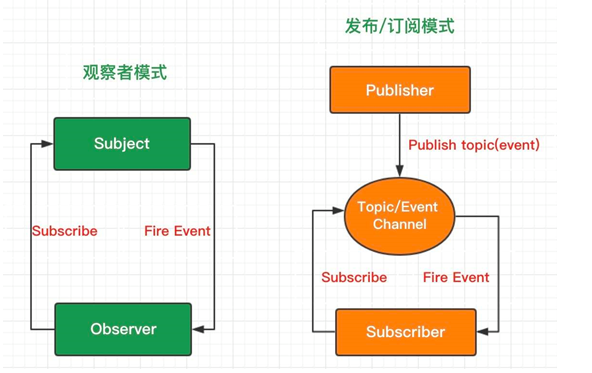 观察者模式
Subject
Subscribe
Fire Event
Observer
发布/订阅模式
Publisher
Publish topic(event)
Topic/Event
Channel
Subscribe
Fire Event
Subscriber